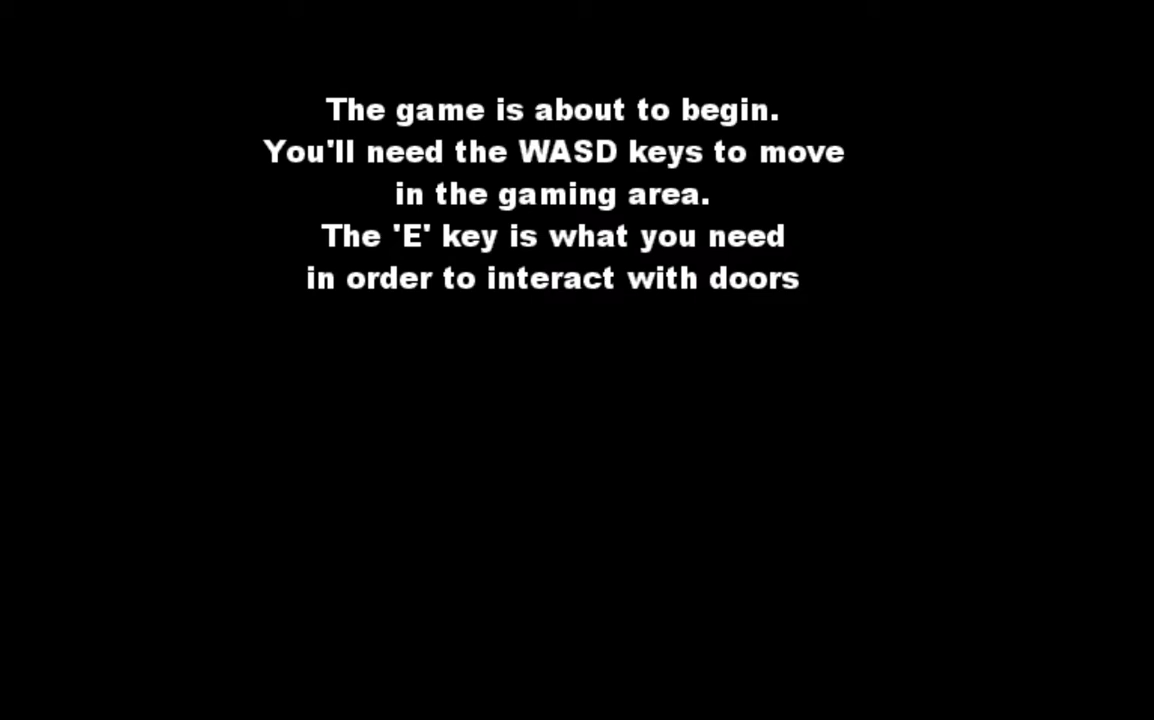 The game is about to begin.
You'll need the WASD keys to move
in the gaming area.
The 'E' key is what you need
in order to interact with doors